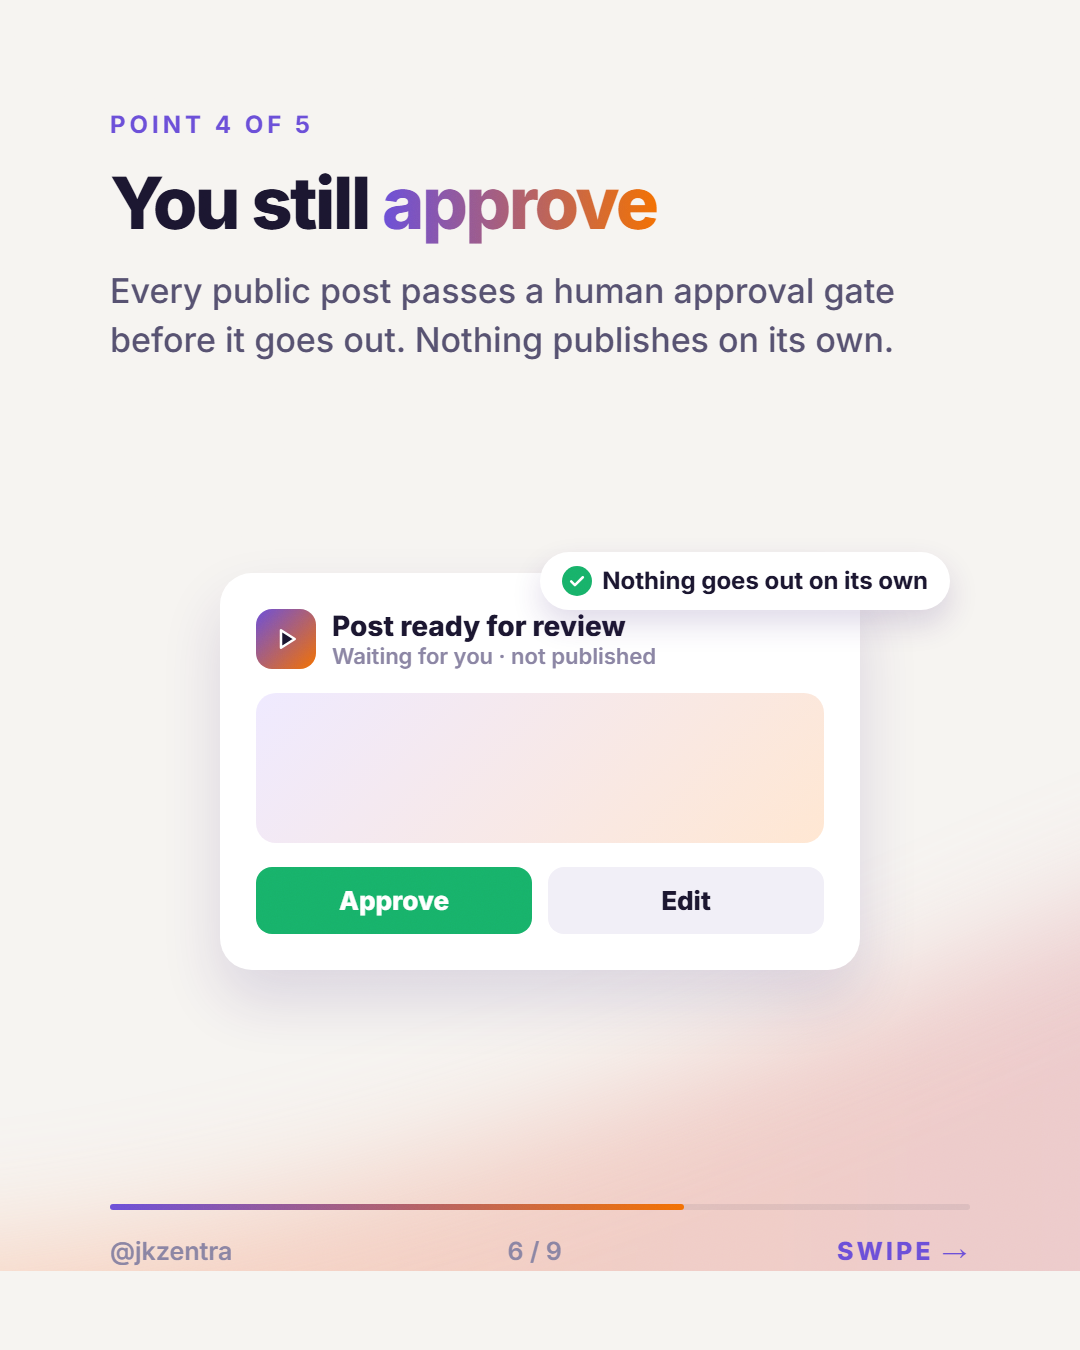 POINT 4 OF 5
You still approve
Every public post passes a human approval gate
before it goes out. Nothing publishes on its own.
Nothing goes out on its own
Post ready for review
Waiting for you · not published
Approve
Edit
@jkzentra
6 / 9
SWIPE →